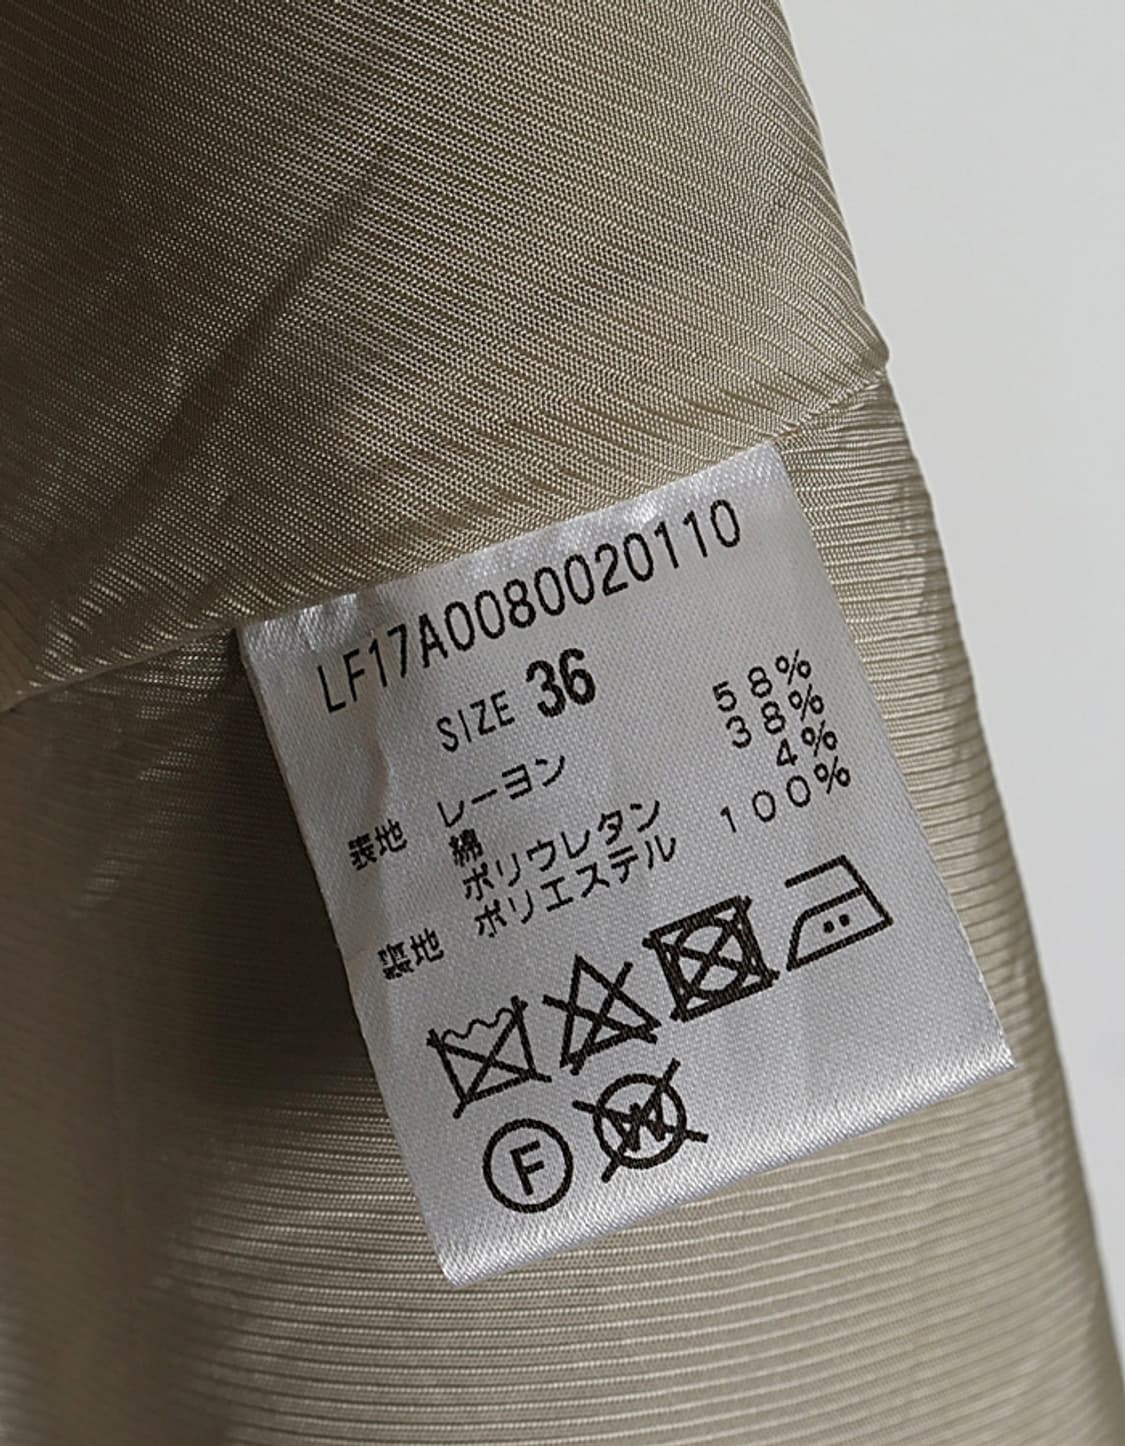 LF17A0080020110
SIZE 36
表地 レーヨン 58%
綿 38%
ポリウレタン 4%
裏地 ポリエステル 100%
F W